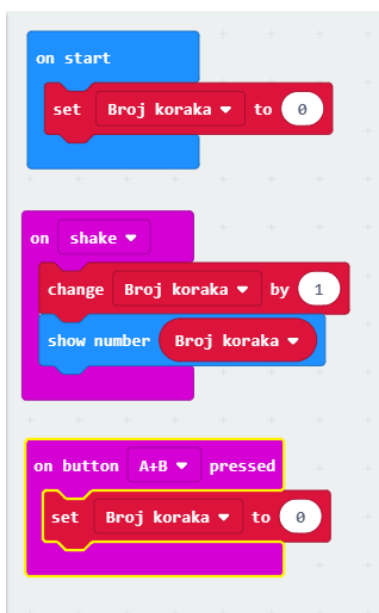 on start
set Broj koraka to 0
on shake
change Broj koraka by 1
show number Broj koraka
on button A+B pressed
set Broj koraka to 0